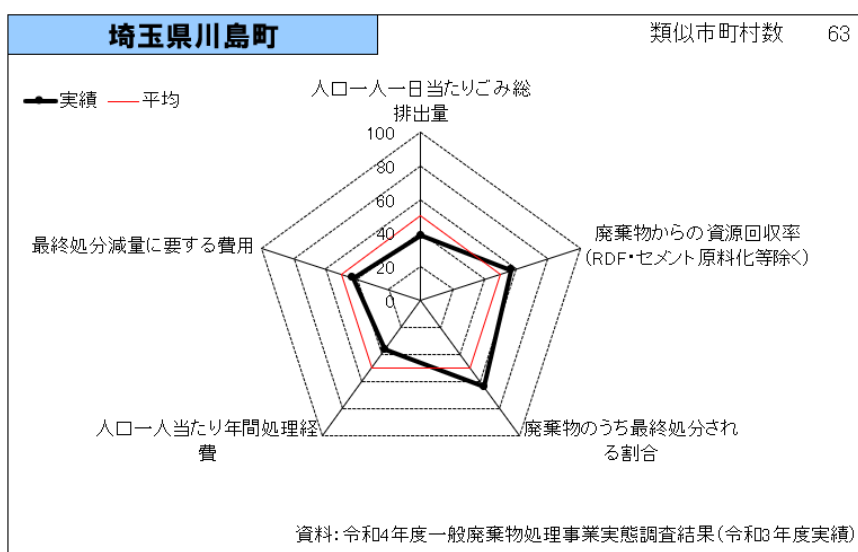 埼玉県川島町
類似市町村数 63
実績 平均
人口一人一日当たりごみ総
排出量
100
80
60
40
20
0
廃棄物からの資源回収率
(RDF・セメント原料化等除く)
最終処分減量に要する費用
人口一人当たり年間処理経
費
廃棄物のうち最終処分され
る割合
資料：令和4年度一般廃棄物処理事業実態調査結果（令和3年度実績）